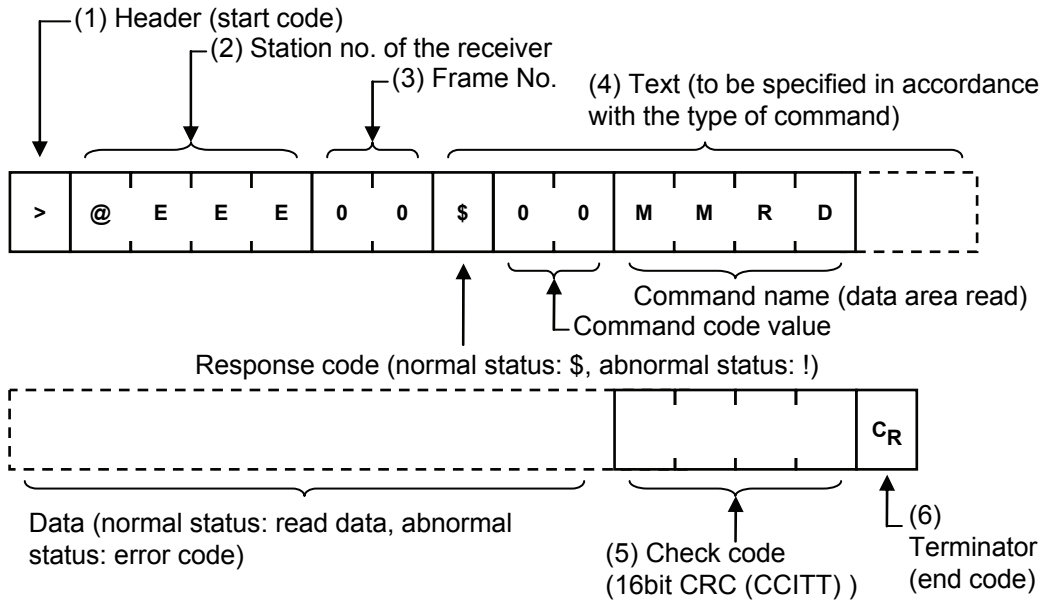 (1) Header (start code)
(2) Station no. of the receiver
(3) Frame No.
(4) Text (to be specified in accordance
with the type of command)
> @ E E E 0 0 $ 0 0 M M R D
Command name (data area read)
Command code value
Response code (normal status: $, abnormal status: !)
CR
Data (normal status: read data, abnormal
status: error code)
(5) Check code
(16bit CRC (CCITT) )
(6)
Terminator
(end code)